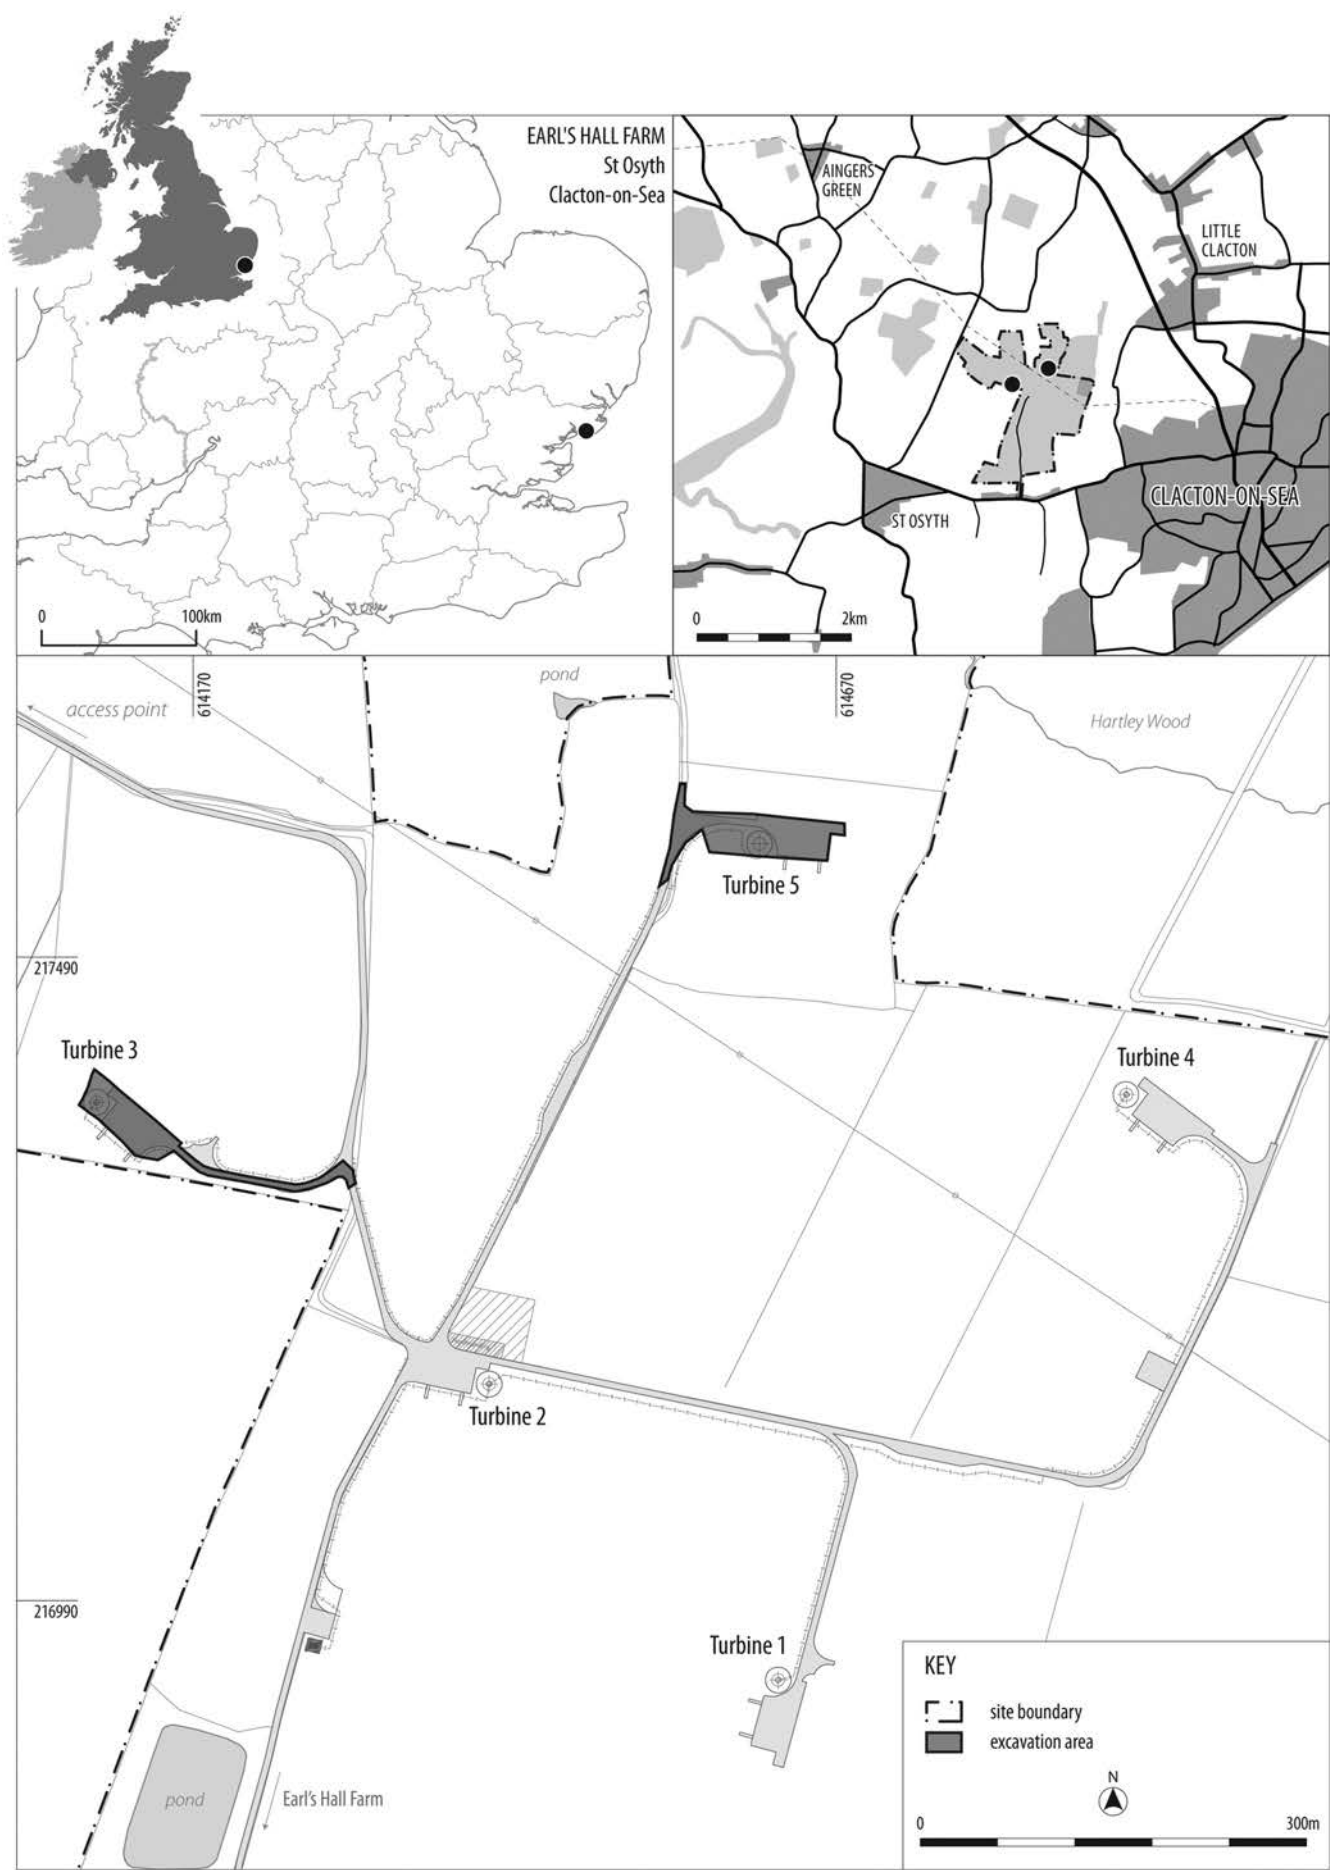 EARL'S HALL FARM
St Osyth
Clacton-on-Sea
0
100km
AINGERS
GREEN
LITTLE
CLACTON
CLACTON-ON-SEA
ST OSYTH
0
2km
access point
614170
pond
614670
Hartley Wood
Turbine 5
217490
Turbine 3
Turbine 4
Turbine 2
216990
Turbine 1
pond
Earl's Hall Farm
KEY
site boundary
excavation area
N
0
300m